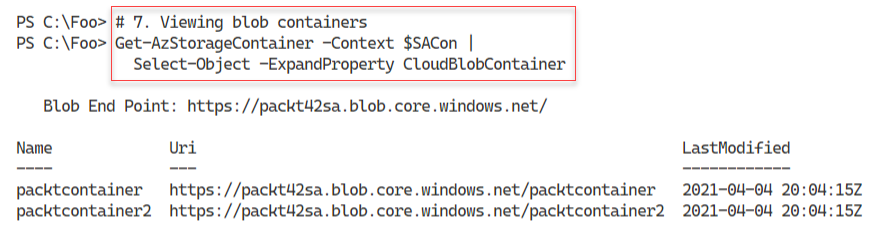 PS C:\Foo> # 7. Viewing blob containers
PS C:\Foo> Get-AzStorageContainer -Context $SACon |
Select-Object -ExpandProperty CloudBlobContainer
Blob End Point: https://packt42sa.blob.core.windows.net/
Name Uri LastModified
---- --- ------------
packtcontainer https://packt42sa.blob.core.windows.net/packtcontainer 2021-04-04 20:04:15Z
packtcontainer2 https://packt42sa.blob.core.windows.net/packtcontainer2 2021-04-04 20:04:15Z